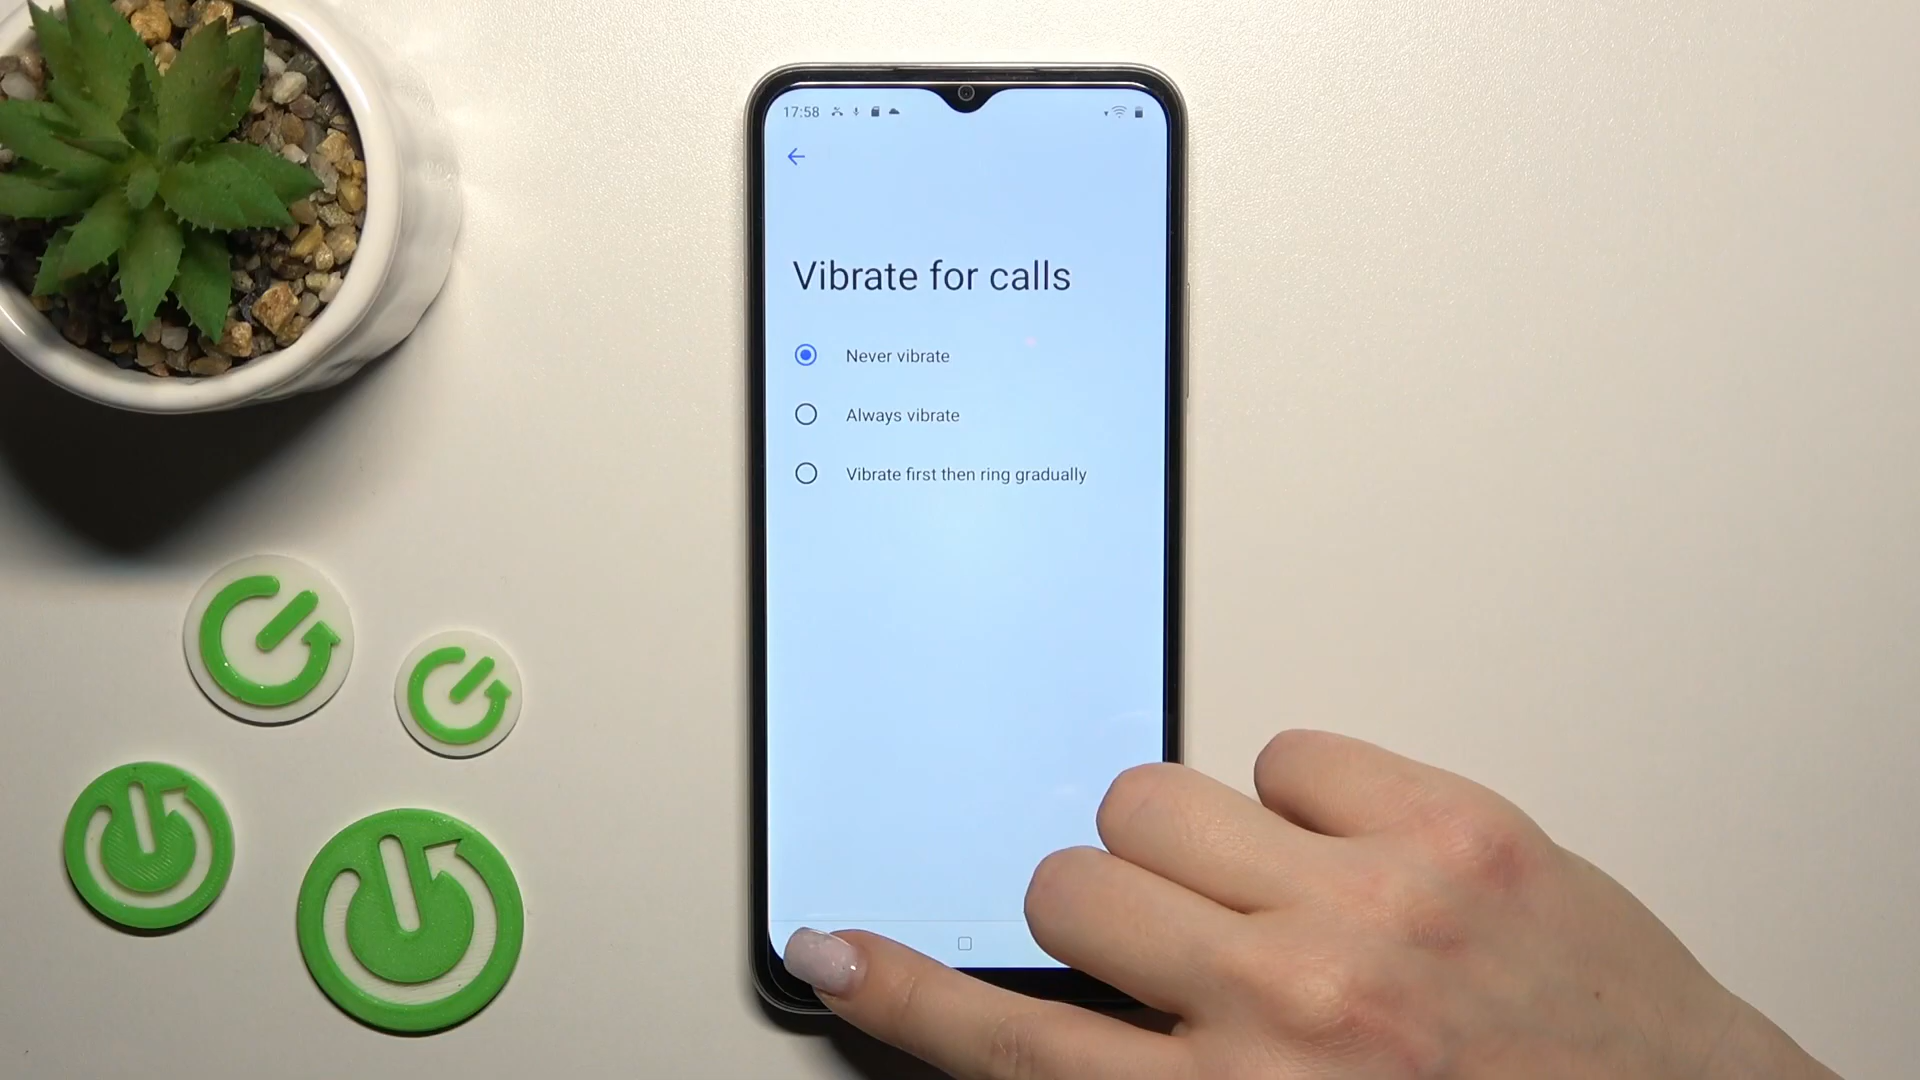 17:58
Vibrate for calls
Never vibrate
Always vibrate
Vibrate first then ring gradually